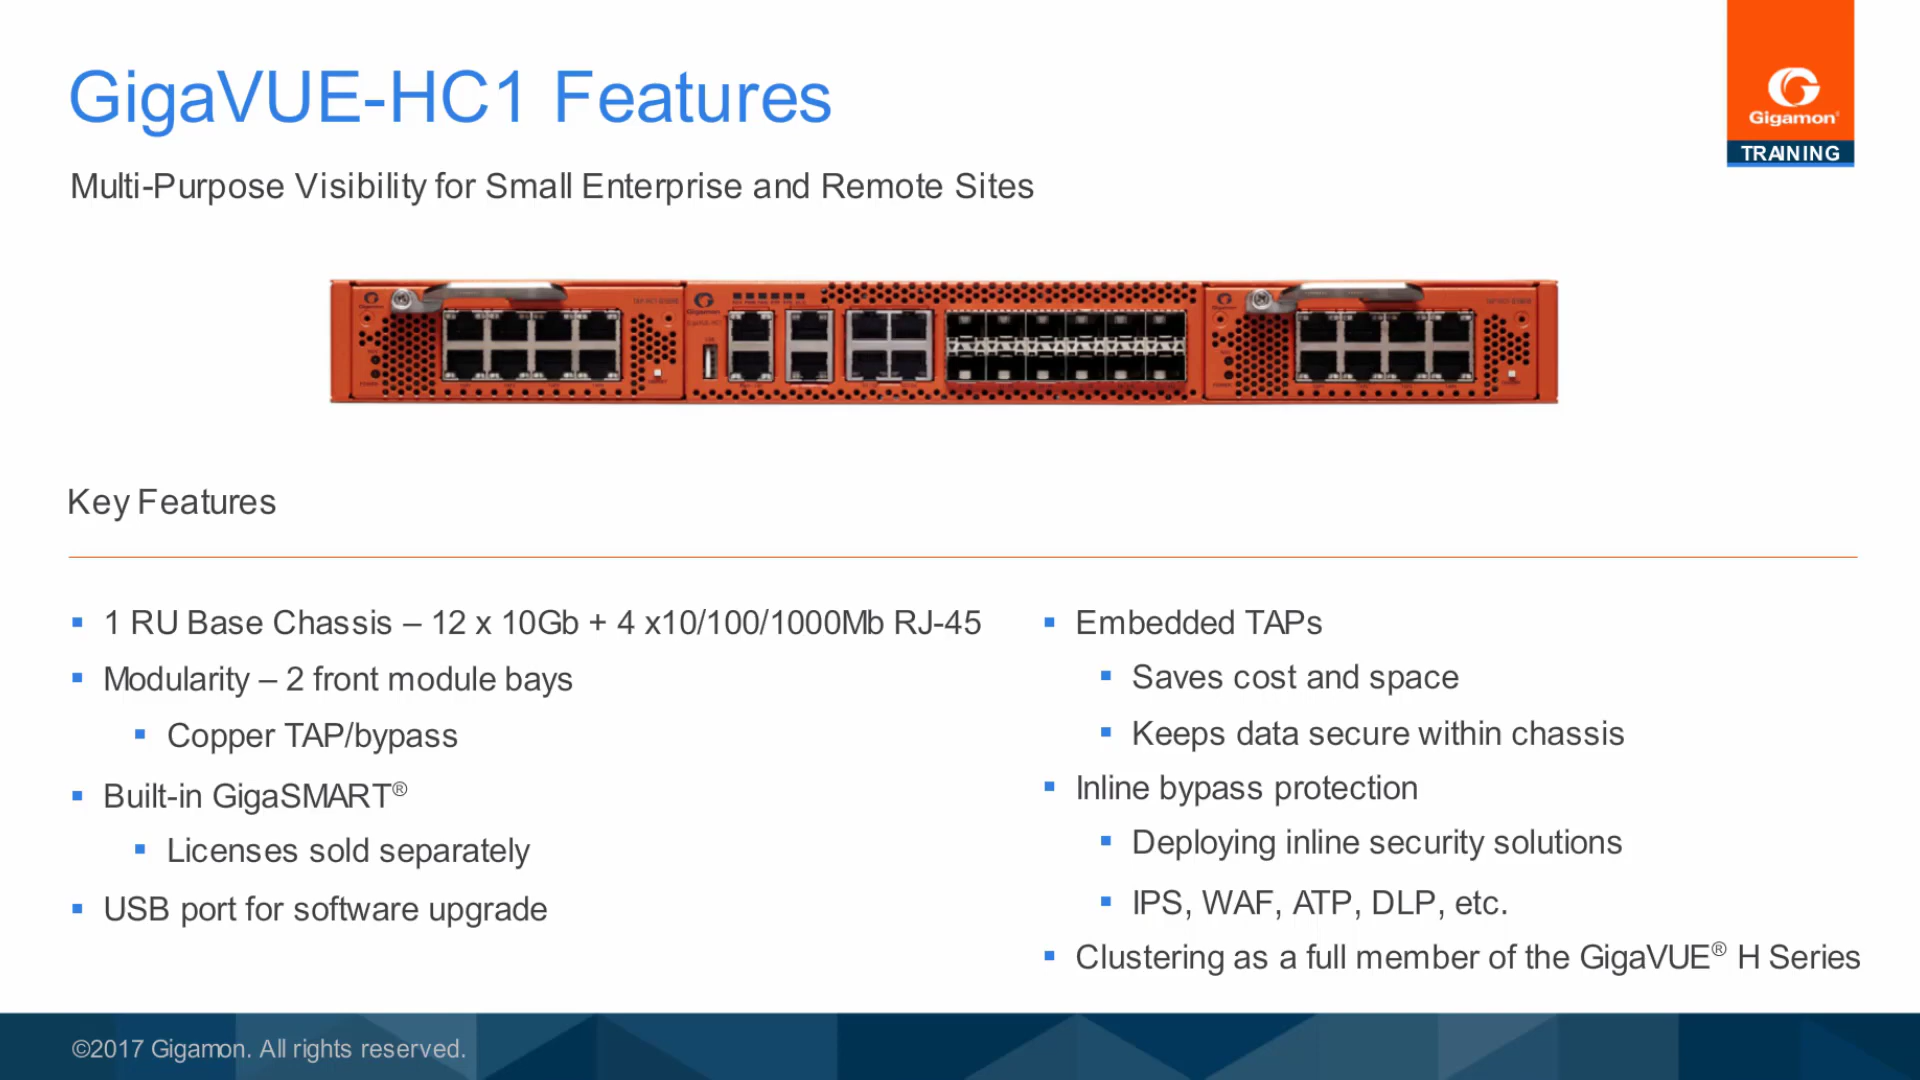 GigaVUE-HC1 Features
Gigamon®
TRAINING
Multi-Purpose Visibility for Small Enterprise and Remote Sites
Gigamon
Key Features
1 RU Base Chassis – 12 x 10Gb + 4 x10/100/1000Mb RJ-45
Modularity – 2 front module bays
Copper TAP/bypass
Built-in GigaSMART®
Licenses sold separately
USB port for software upgrade
Embedded TAPs
Saves cost and space
Keeps data secure within chassis
Inline bypass protection
Deploying inline security solutions
IPS, WAF, ATP, DLP, etc.
Clustering as a full member of the GigaVUE® H Series
©2017 Gigamon. All rights reserved.